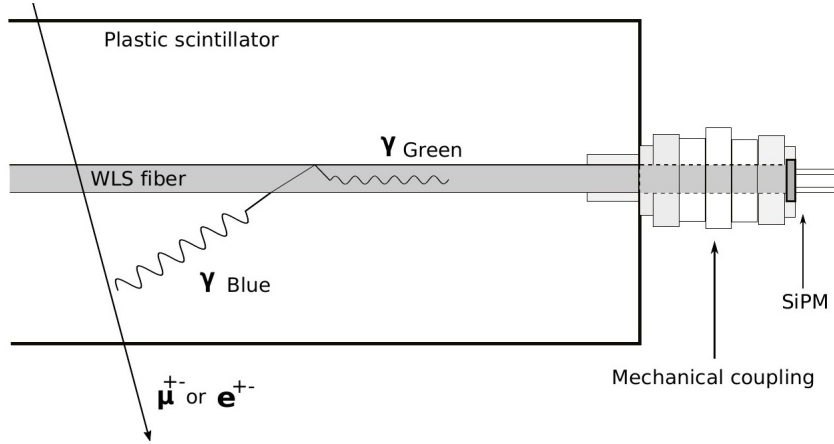 Plastic scintillator
γ Green
WLS fiber
γ Blue
SiPM
Mechanical coupling
μ+- or e+-